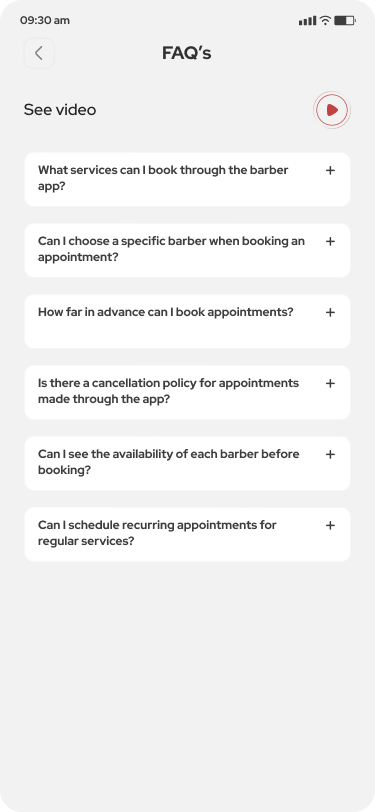 09:30 am
FAQ’s
See video
What services can I book through the barber
app?
Can I choose a specific barber when booking an
appointment?
How far in advance can I book appointments?
Is there a cancellation policy for appointments
made through the app?
Can I see the availability of each barber before
booking?
Can I schedule recurring appointments for
regular services?